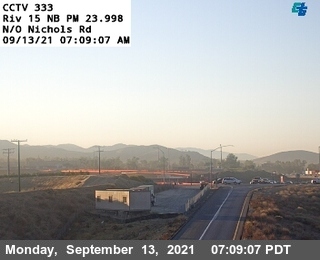 CCTV 333
Riv 15 NB PM 23.998
N/O Nichols Rd
09/13/21 07:09:07 AM
Monday, September 13, 2021 07:09:07 PDT